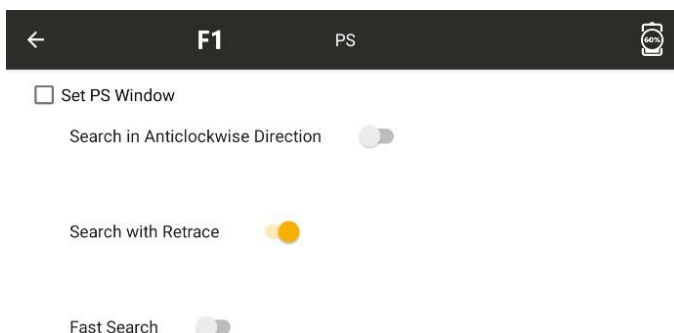 F1 PS 60%
Set PS Window
Search in Anticlockwise Direction
Search with Retrace
Fast Search